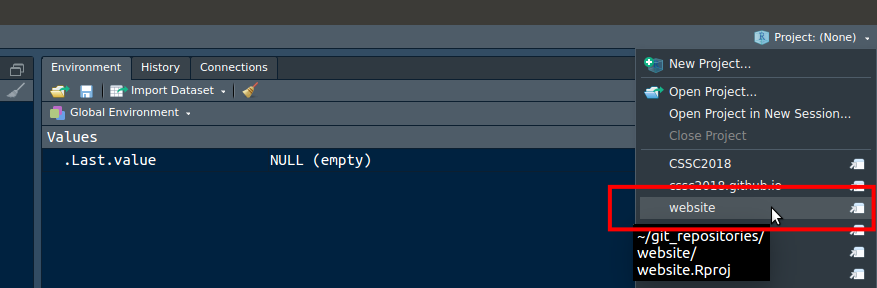 Project: (None)
Environment History Connections
New Project...
Import Dataset
Open Project...
Global Environment
Open Project in New Session...
Values
Close Project
.Last.value NULL (empty)
CSSC2018
cssc2018.github.io
website
~/git_repositories/
website/
website.Rproj